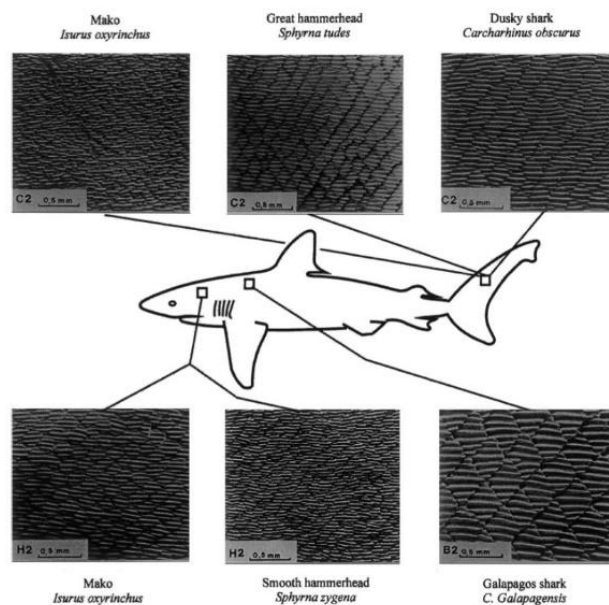 Mako
Isurus oxyrinchus
Great hammerhead
Sphyrna tudes
Dusky shark
Carcharhinus obscurus
C2 0,5 mm
C2 0,5 mm
C2 0,5 mm
H2 0,5 mm
H2 0,5 mm
B2 0,5 mm
Mako
Isurus oxyrinchus
Smooth hammerhead
Sphyrna zygena
Galapagos shark
C. Galapagensis